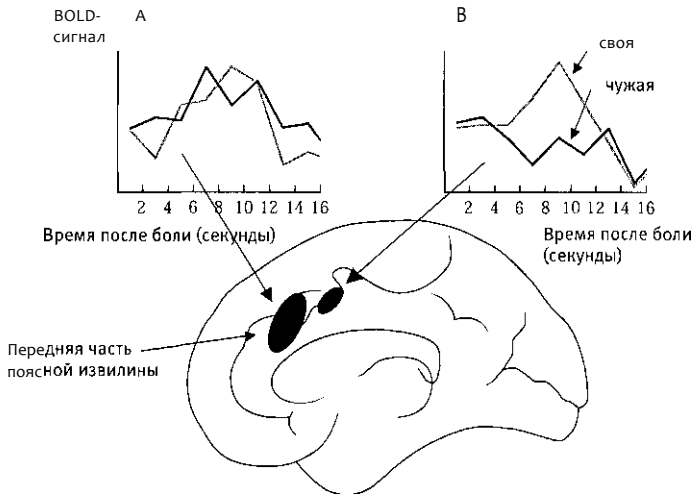 BOLD-
сигнал
А
В
своя
чужая
2 4 6 8 10 12 14 16
2 4 6 8 10 12 14 16
Время после боли (секунды)
Время после боли
(секунды)
Передняя часть
поясной извилины